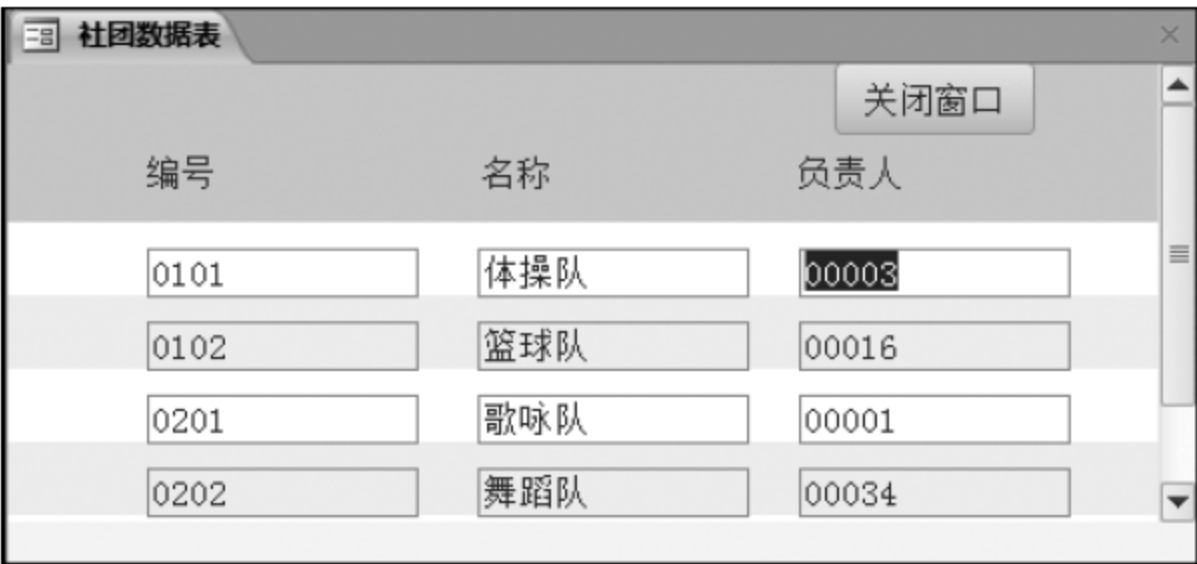 社团数据表
关闭窗口
编号 名称 负责人
0101 体操队 00003
0102 篮球队 00016
0201 歌咏队 00001
0202 舞蹈队 00034